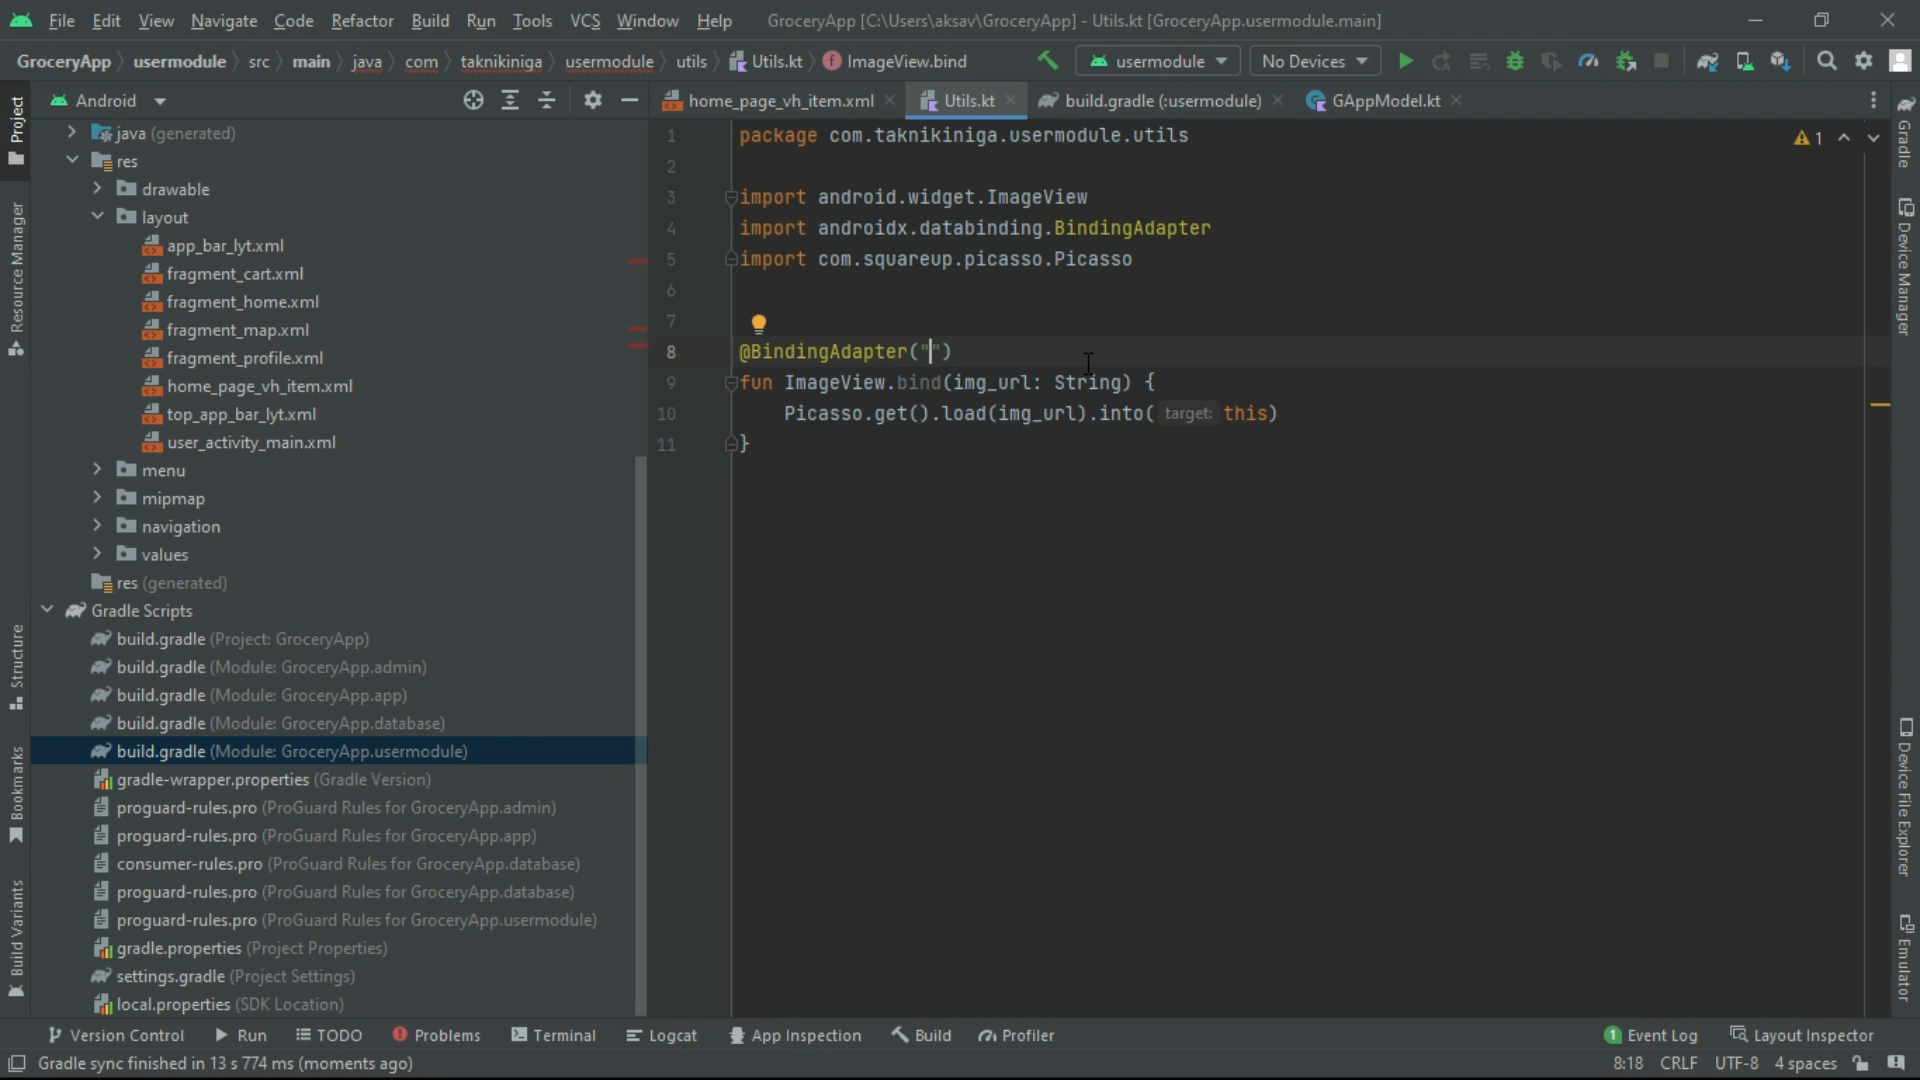 File Edit View Navigate Code Refactor Build Run Tools VCS Window Help GroceryApp [C:\Users\aksav\GroceryApp] - Utils.kt [GroceryApp.usermodule.main]
GroceryApp usermodule src main java com taknikiniga usermodule utils Utils.kt ImageView.bind usermodule No Devices
Project
Android
home_page_vh_item.xml Utils.kt build.gradle (:usermodule) GAppModel.kt
Gradle
java (generated)
res
drawable
layout
app_bar_lyt.xml
fragment_cart.xml
fragment_home.xml
fragment_map.xml
fragment_profile.xml
home_page_vh_item.xml
top_app_bar_lyt.xml
user_activity_main.xml
menu
mipmap
navigation
values
res (generated)
Gradle Scripts
build.gradle (Project: GroceryApp)
build.gradle (Module: GroceryApp.admin)
build.gradle (Module: GroceryApp.app)
build.gradle (Module: GroceryApp.database)
build.gradle (Module: GroceryApp.usermodule)
gradle-wrapper.properties (Gradle Version)
proguard-rules.pro (ProGuard Rules for GroceryApp.admin)
proguard-rules.pro (ProGuard Rules for GroceryApp.app)
consumer-rules.pro (ProGuard Rules for GroceryApp.database)
proguard-rules.pro (ProGuard Rules for GroceryApp.database)
proguard-rules.pro (ProGuard Rules for GroceryApp.usermodule)
gradle.properties (Project Properties)
settings.gradle (Project Settings)
local.properties (SDK Location)
Resource Manager
Structure
Bookmarks
Build Variants
1 package com.taknikiniga.usermodule.utils
2
3 import android.widget.ImageView
4 import androidx.databinding.BindingAdapter
5 import com.squareup.picasso.Picasso
6
7
8 @BindingAdapter("")
9 fun ImageView.bind(img_url: String) {
10 Picasso.get().load(img_url).into( target: this)
11 }
1
Device Manager
Device File Explorer
Emulator
Version Control Run TODO Problems Terminal Logcat App Inspection Build Profiler 1 Event Log Layout Inspector
Gradle sync finished in 13 s 774 ms (moments ago) 8:18 CRLF UTF-8 4 spaces